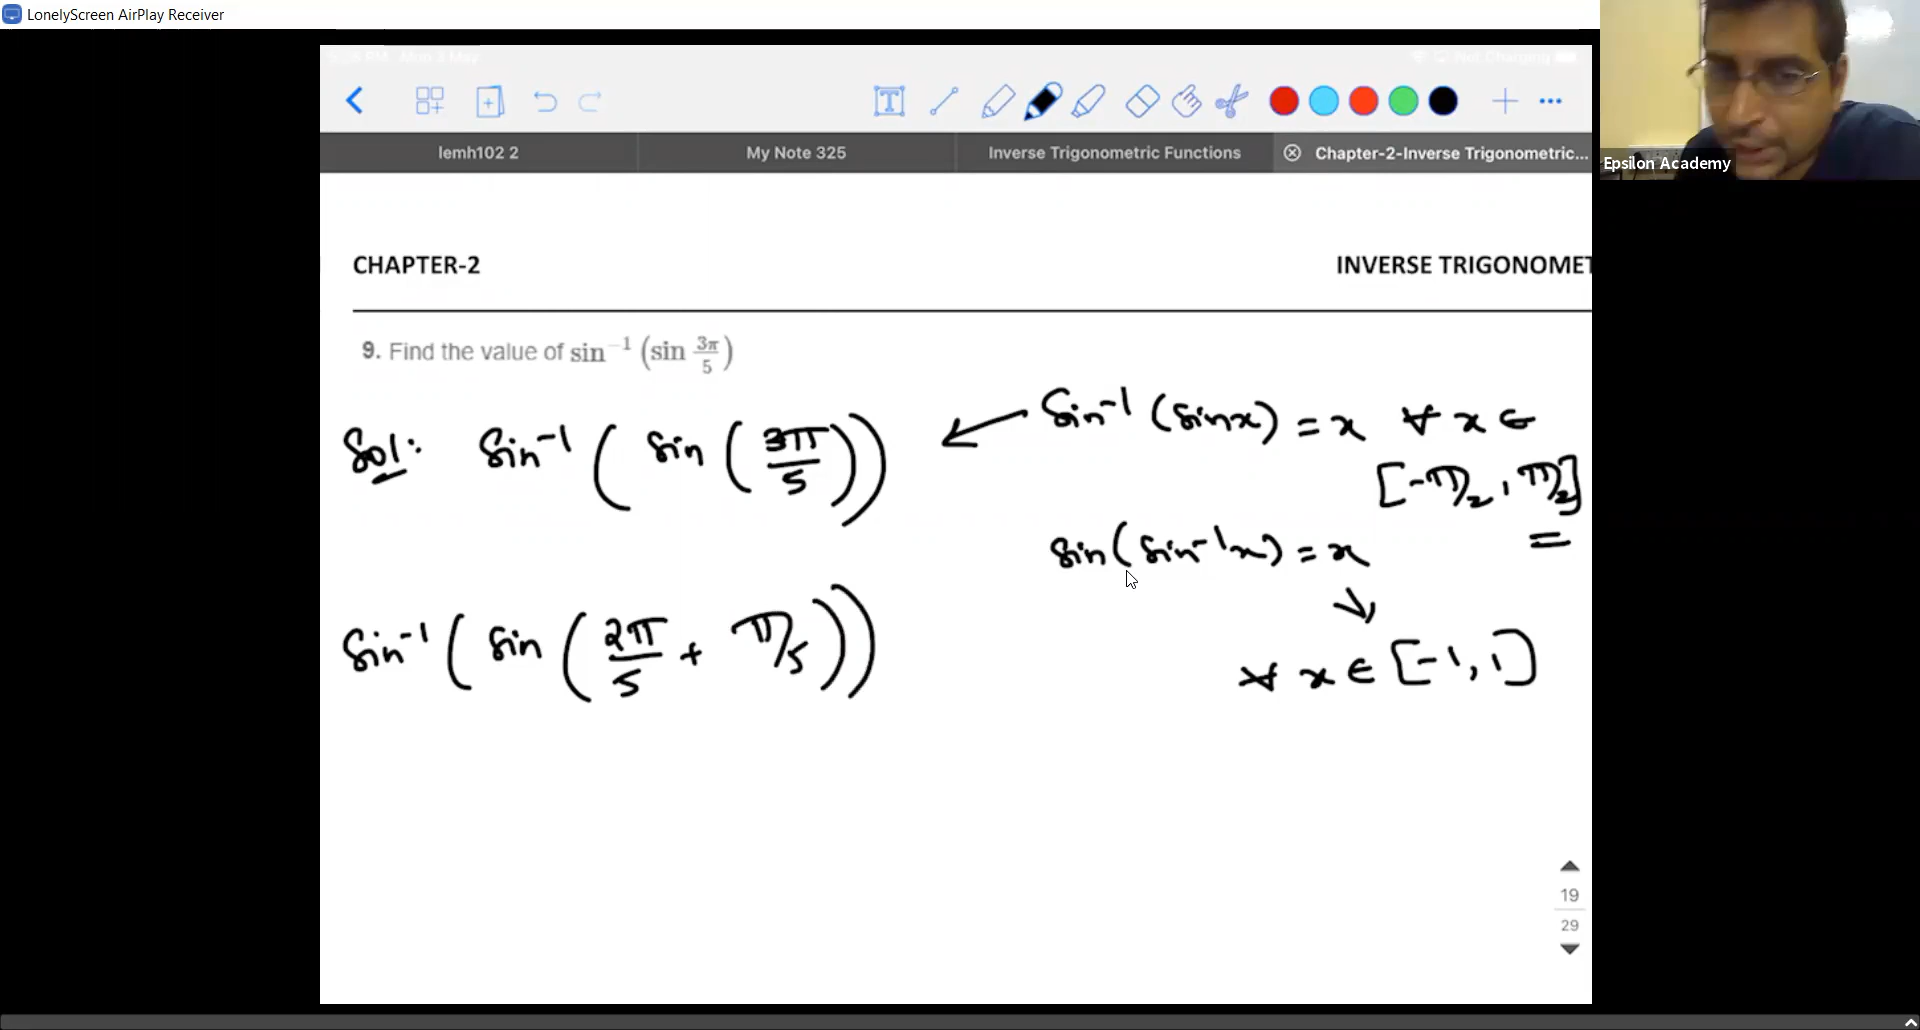 LonelyScreen AirPlay Receiver
Epsilon Academy
lemh102 2
My Note 325
Inverse Trigonometric Functions
Chapter-2-Inverse Trigonometric...
CHAPTER-2
INVERSE TRIGONOMET
9. Find the value of sin⁻¹ (sin 3π/5)
Sol: Sin⁻¹ ( sin ( 3π/5 ))
← Sin⁻¹ (sinx) = x ∀ x ∈
[-π/2, π/2]
=
sin(sin⁻¹x) = x
↘
∀ x ∈ [-1, 1]
Sin⁻¹ ( sin ( 2π/5 + π/5 ))
19
29